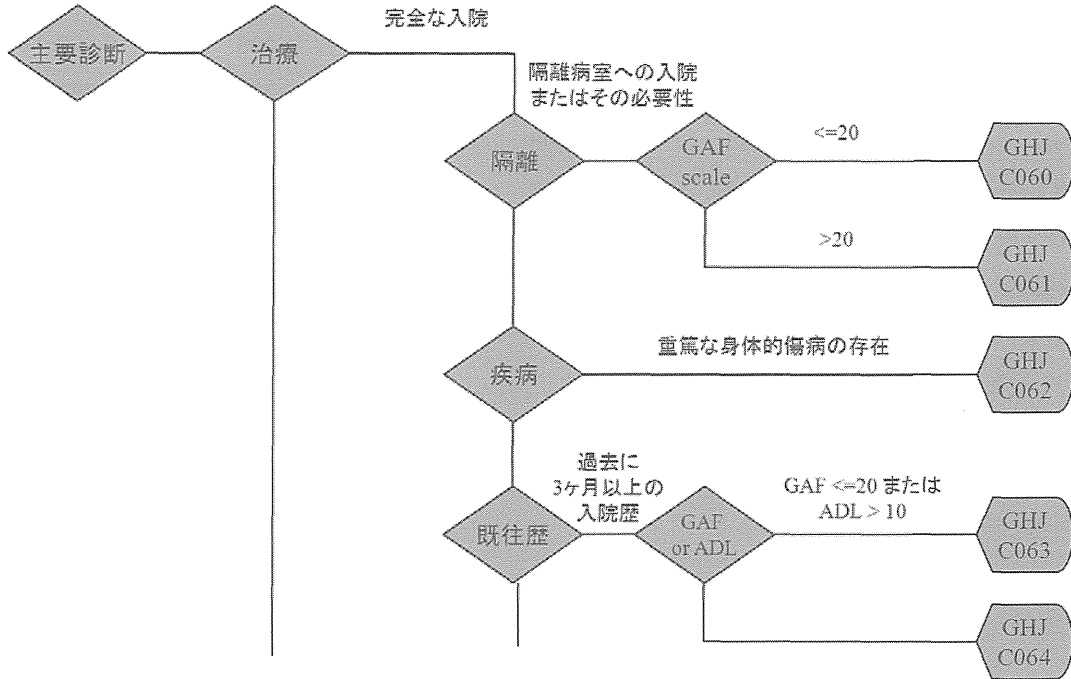 完全な入院
主要診断
治療
隔離病室への入院
またはその必要性
隔離
GAF
scale
<=20
GHJ
C060
>20
GHJ
C061
疾病
重篤な身体的傷病の存在
GHJ
C062
過去に
3ヶ月以上の
入院歴
既往歴
GAF
or ADL
GAF <=20 または
ADL > 10
GHJ
C063
GHJ
C064